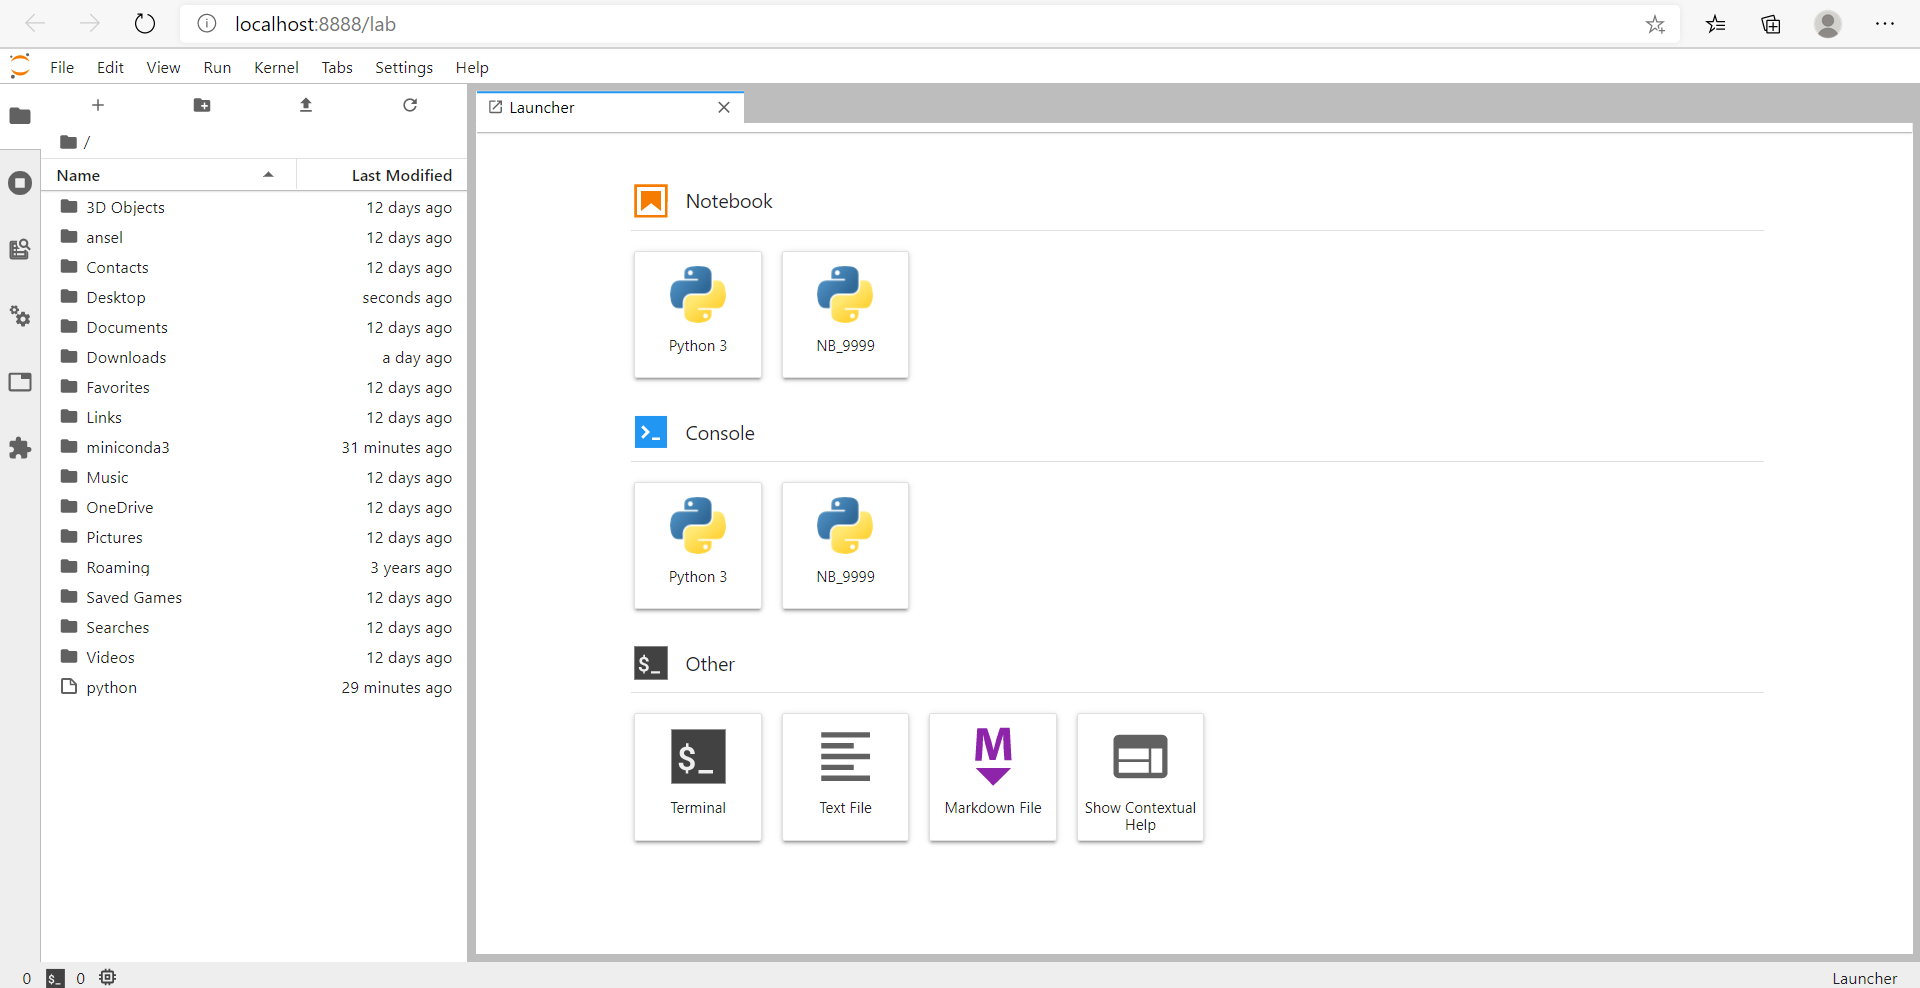 localhost:8888/lab
File Edit View Run Kernel Tabs Settings Help
/
Name Last Modified
3D Objects 12 days ago
ansel 12 days ago
Contacts 12 days ago
Desktop seconds ago
Documents 12 days ago
Downloads a day ago
Favorites 12 days ago
Links 12 days ago
miniconda3 31 minutes ago
Music 12 days ago
OneDrive 12 days ago
Pictures 12 days ago
Roaming 3 years ago
Saved Games 12 days ago
Searches 12 days ago
Videos 12 days ago
python 29 minutes ago
Launcher
Notebook
Python 3 NB_9999
Console
Python 3 NB_9999
$_ Other
$_
Terminal Text File Markdown File Show Contextual
Help
0 $_ 0 Launcher